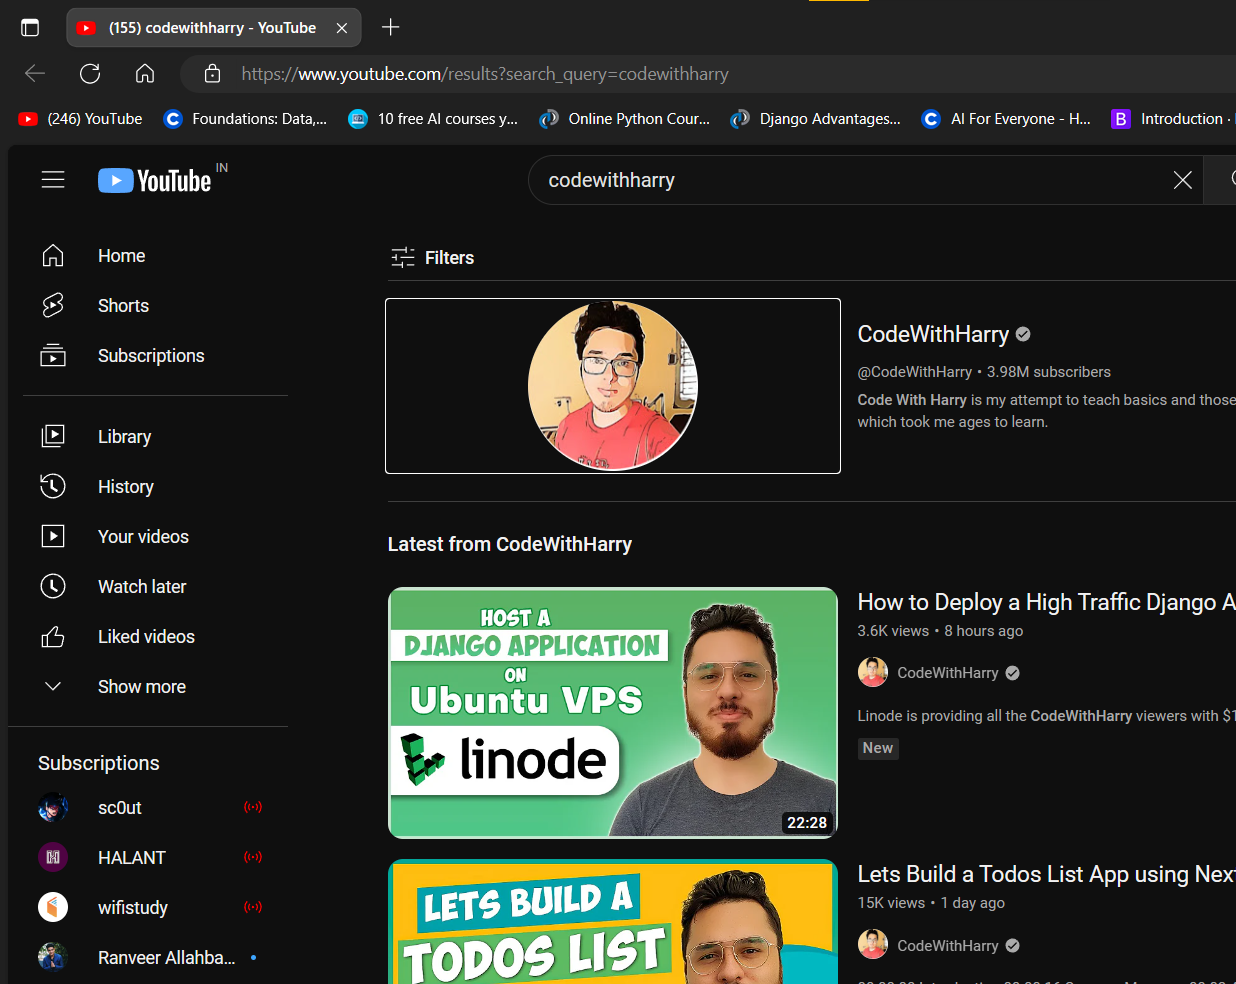 (155) codewithharry - YouTube
https://www.youtube.com/results?search_query=codewithharry
(246) YouTube
Foundations: Data,...
10 free AI courses y...
Online Python Cour...
Django Advantages...
AI For Everyone - H...
Introduction ·
YouTube IN
codewithharry
Home
Shorts
Subscriptions
Library
History
Your videos
Watch later
Liked videos
Show more
Subscriptions
sc0ut
HALANT
wifistudy
Ranveer Allahba...
Filters
CodeWithHarry
@CodeWithHarry • 3.98M subscribers
Code With Harry is my attempt to teach basics and those
which took me ages to learn.
Latest from CodeWithHarry
HOST A
DJANGO APPLICATION
ON
Ubuntu VPS
linode
22:28
How to Deploy a High Traffic Django A
3.6K views • 8 hours ago
CodeWithHarry
Linode is providing all the CodeWithHarry viewers with $1
New
LETS BUILD A
TODOS LIST
Lets Build a Todos List App using Next
15K views • 1 day ago
CodeWithHarry